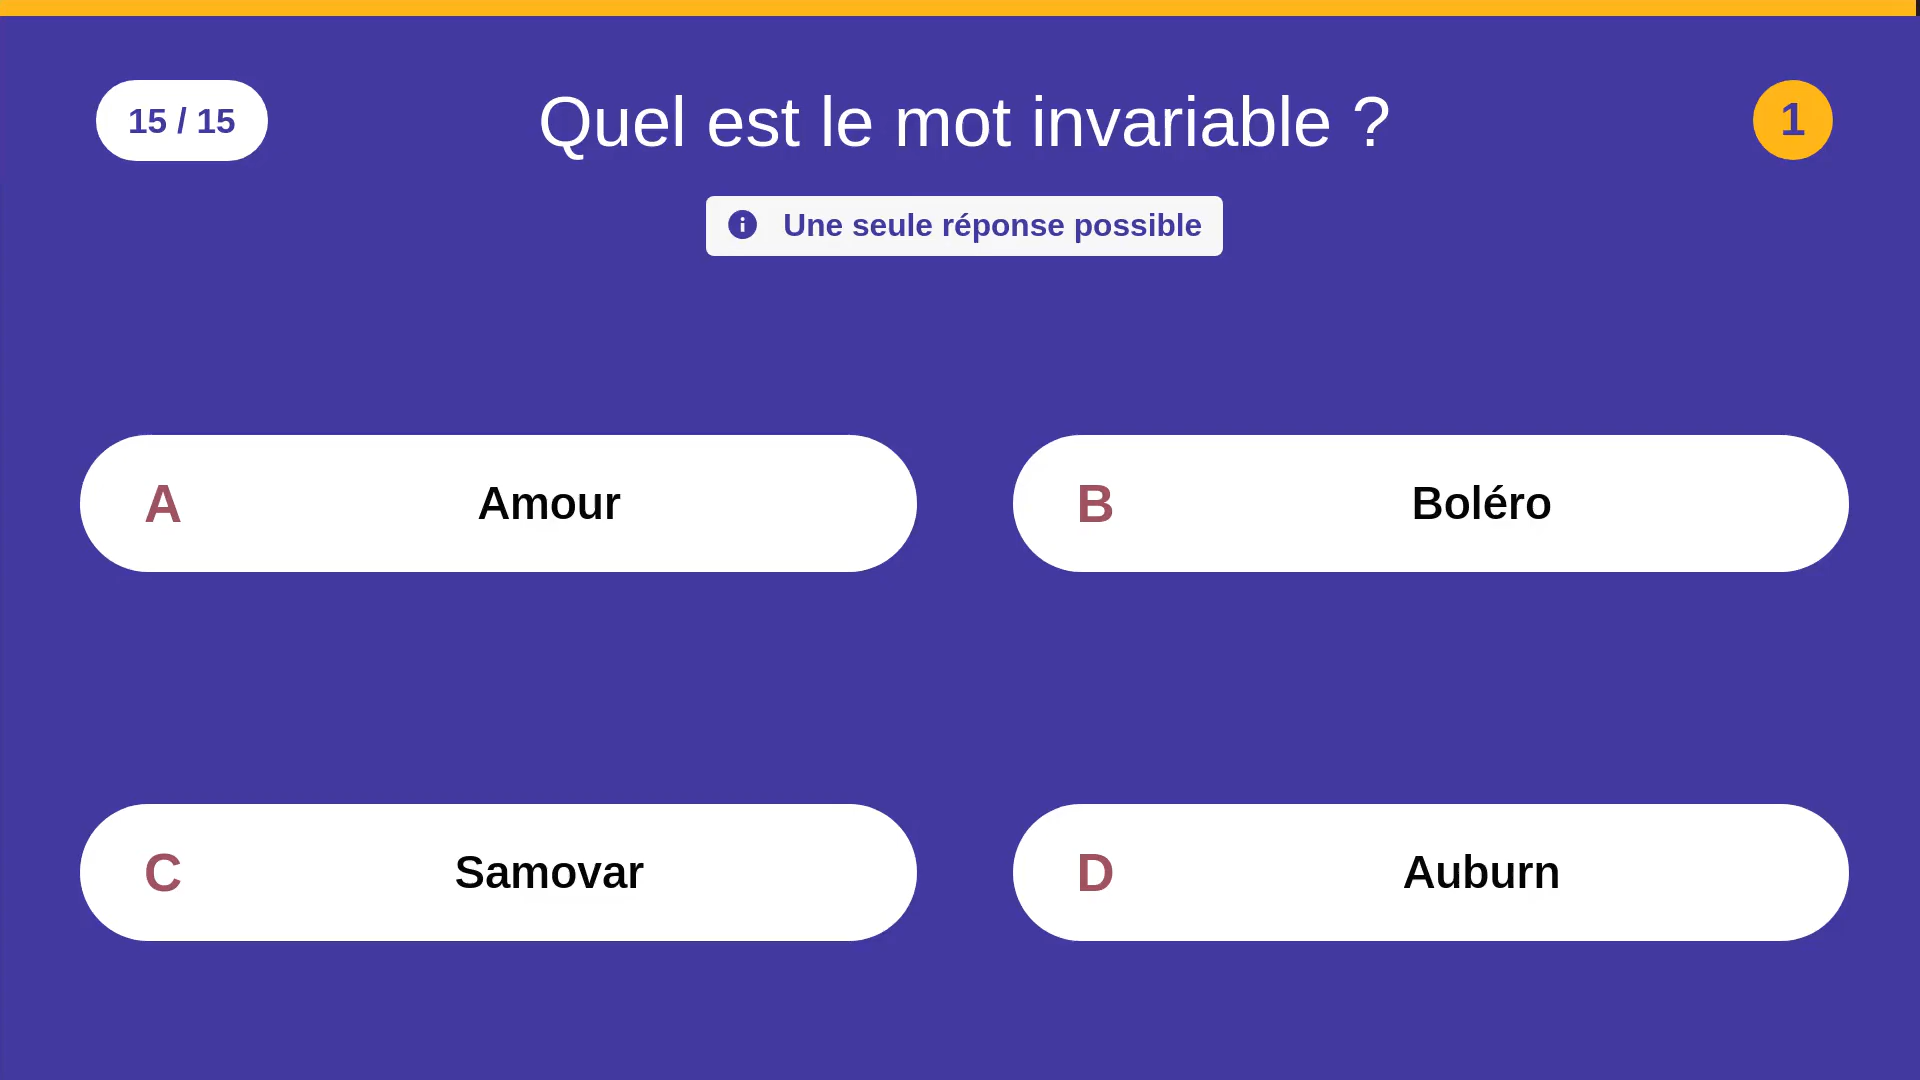 15 / 15
Quel est le mot invariable ?
1
Une seule réponse possible
A
Amour
B
Boléro
C
Samovar
D
Auburn